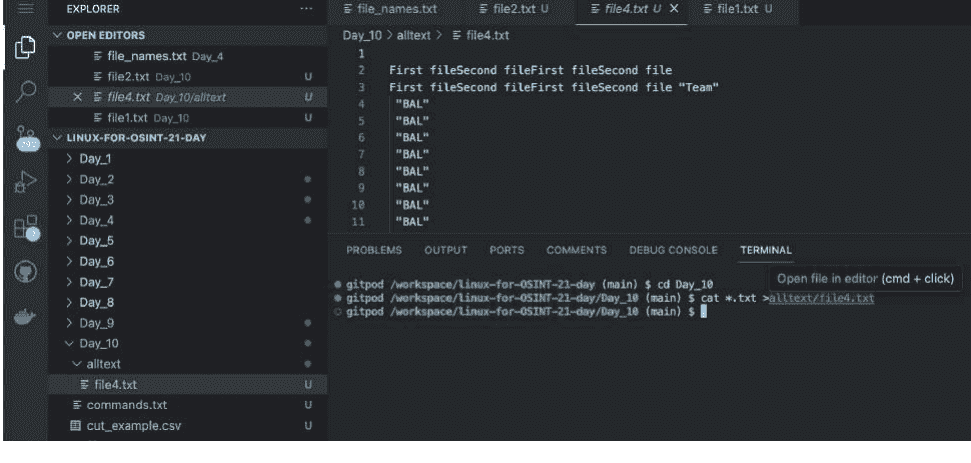 EXPLORER
...
OPEN EDITORS
file_names.txt Day_4
file2.txt Day_10 U
file4.txt Day_10/alltext U
file1.txt Day_10 U
LINUX-FOR-OSINT-21-DAY
Day_1
Day_2
Day_3
Day_4
Day_5
Day_6
Day_7
Day_8
Day_9
Day_10
alltext
file4.txt U
commands.txt U
cut_example.csv U
file_names.txt file2.txt U file4.txt U file1.txt U
Day_10 > alltext > file4.txt
1
2 First fileSecond fileFirst fileSecond file
3 First fileSecond fileFirst fileSecond file "Team"
4 "BAL"
5 "BAL"
6 "BAL"
7 "BAL"
8 "BAL"
9 "BAL"
10 "BAL"
11 "BAL"
PROBLEMS OUTPUT PORTS COMMENTS DEBUG CONSOLE TERMINAL
Open file in editor (cmd + click)
gitpod /workspace/linux-for-OSINT-21-day (main) $ cd Day_10
gitpod /workspace/linux-for-OSINT-21-day/Day_10 (main) $ cat *.txt >alltext/file4.txt
gitpod /workspace/linux-for-OSINT-21-day/Day_10 (main) $